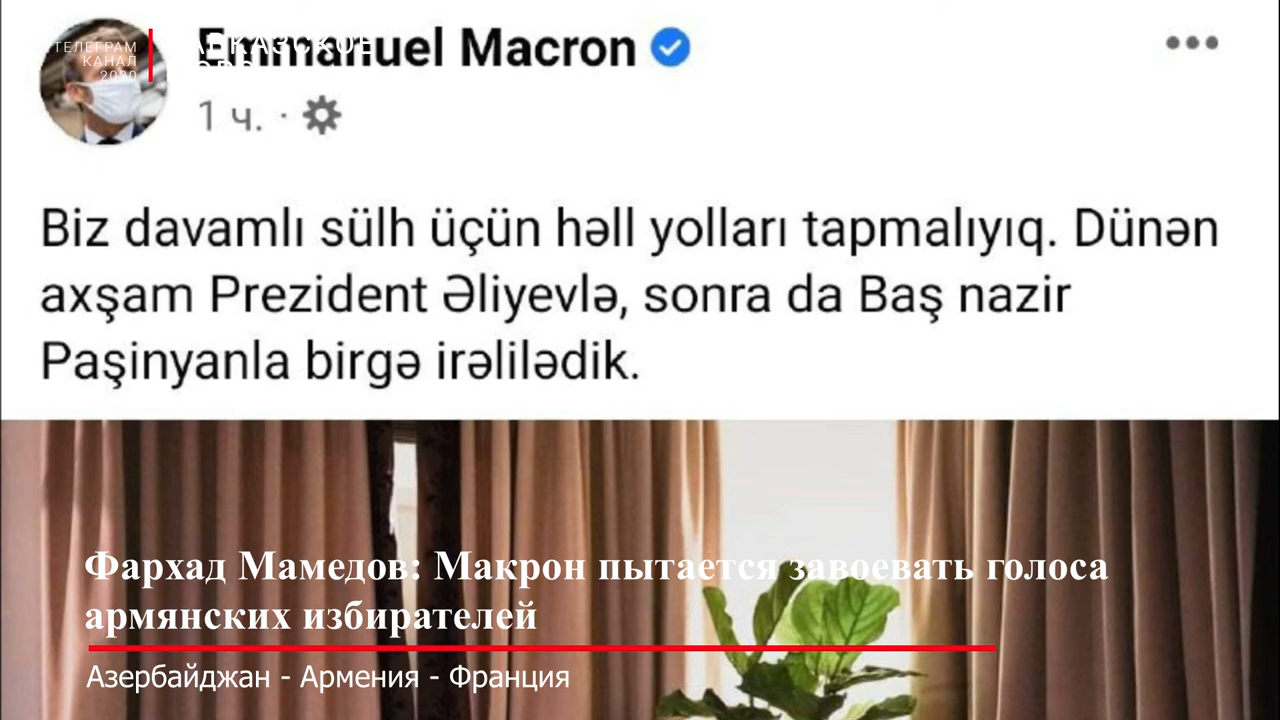 ТЕЛЕГРАМ
КАНАЛ
2020
Emmanuel Macron
1 ч.
Biz davamlı sülh üçün həll yolları tapmalıyıq. Dünən
axşam Prezident Əliyevlə, sonra da Baş nazir
Paşinyanla birgə irəlilədik.
Фархад Мамедов: Макрон пытается завоевать голоса
армянских избирателей
Азербайджан - Армения - Франция